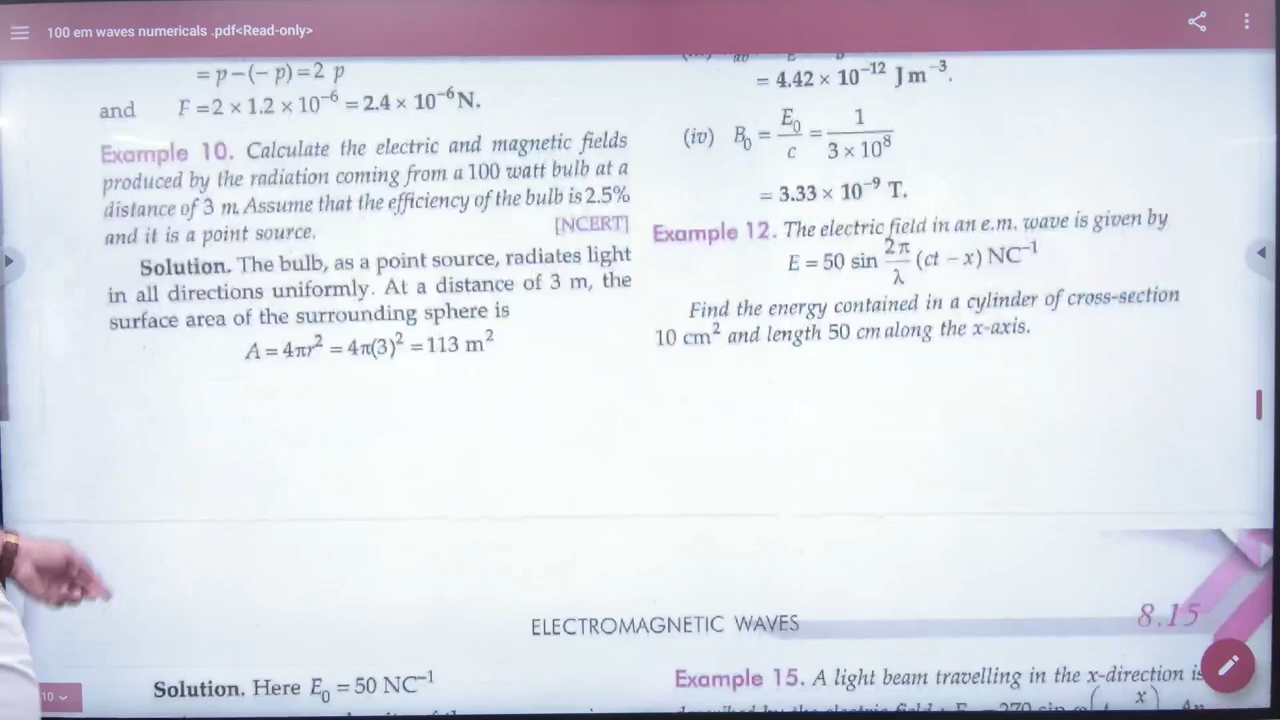 100 em waves numericals .pdf<Read-only>
= p − (− p) = 2 p
and F = 2 × 1.2 × 10⁻⁶ = 2.4 × 10⁻⁶ N.
Example 10. Calculate the electric and magnetic fields
produced by the radiation coming from a 100 watt bulb at a
distance of 3 m. Assume that the efficiency of the bulb is 2.5%
and it is a point source. [NCERT]
Solution. The bulb, as a point source, radiates light
in all directions uniformly. At a distance of 3 m, the
surface area of the surrounding sphere is
A = 4πr² = 4π(3)² = 113 m²
= 4.42 × 10⁻¹² J m⁻³.
(iv) B₀ = E₀/c = 1/(3 × 10⁸)
= 3.33 × 10⁻⁹ T.
Example 12. The electric field in an e.m. wave is given by
E = 50 sin 2π/λ (ct − x) NC⁻¹
Find the energy contained in a cylinder of cross-section
10 cm² and length 50 cm along the x-axis.
ELECTROMAGNETIC WAVES 8.15
10
Solution. Here E₀ = 50 NC⁻¹
Example 15. A light beam travelling in the x-direction is